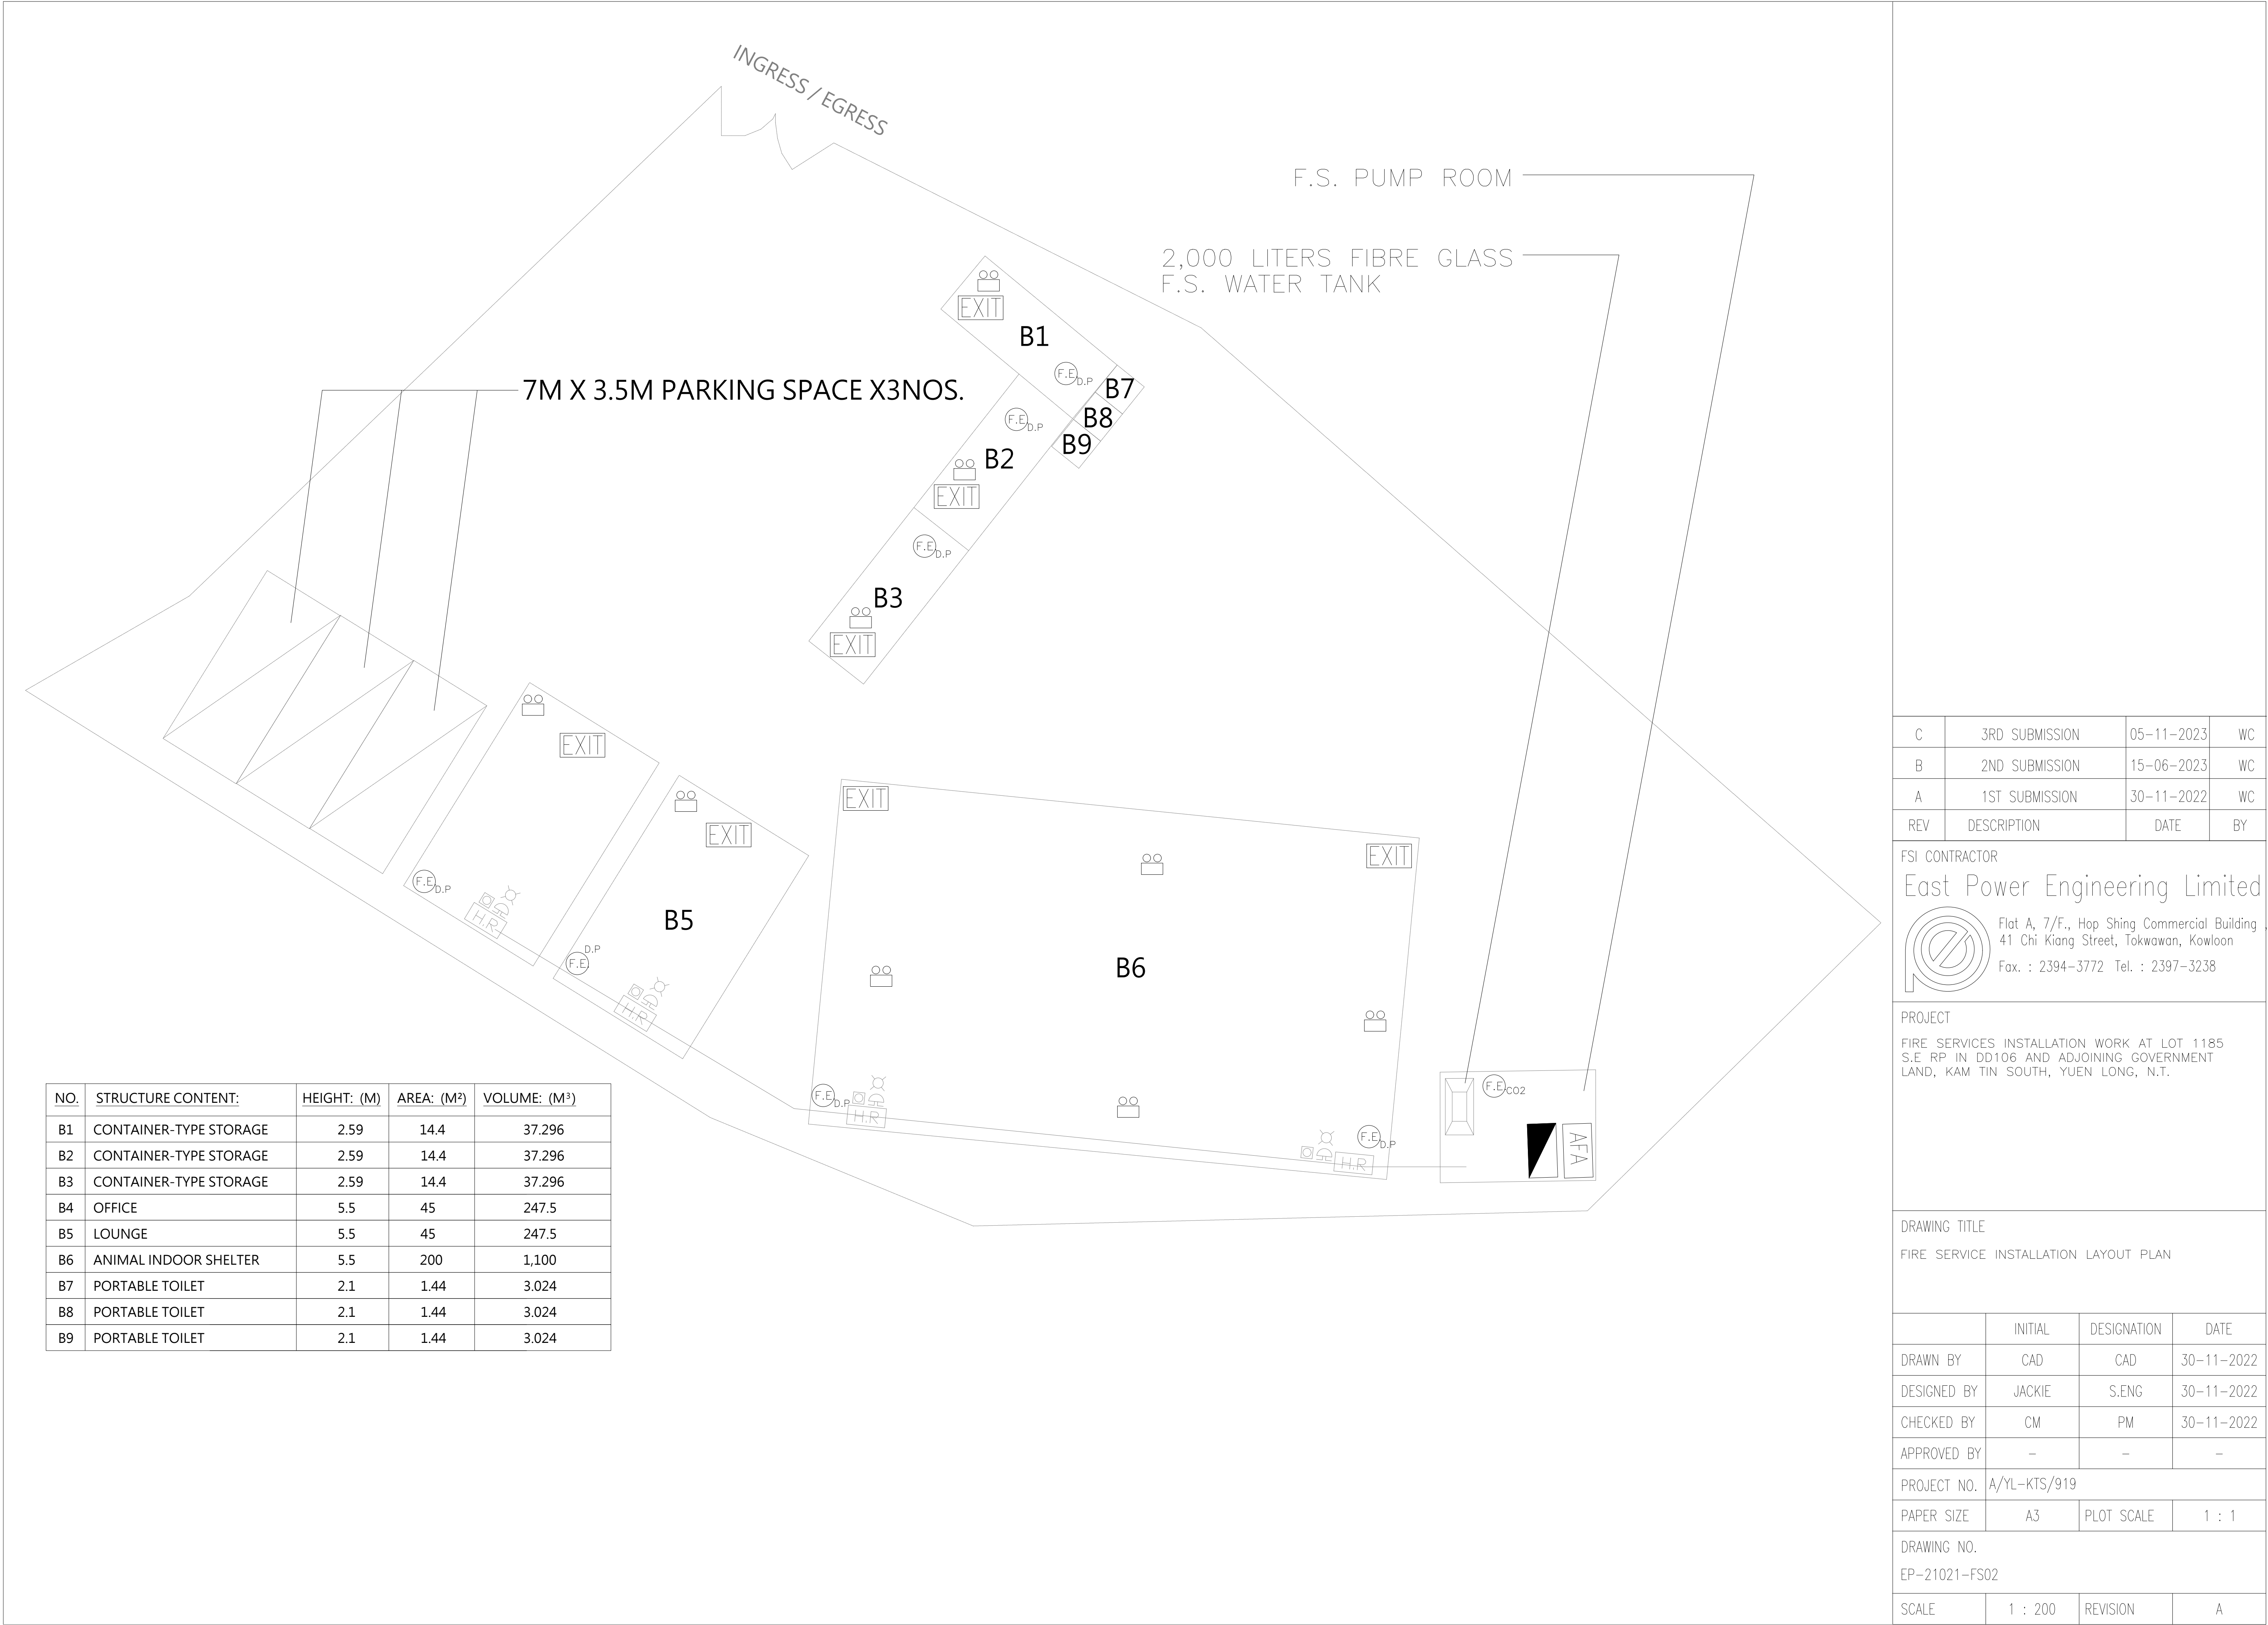 INGRESS / EGRESS
F.S. PUMP ROOM
2,000 LITERS FIBRE GLASS
F.S. WATER TANK
7M X 3.5M PARKING SPACE X3NOS.
EXIT
B1
F.E.
D.P
B7
B8
B9
F.E.
D.P
B2
EXIT
F.E.
D.P
B3
EXIT
EXIT
F.E.
D.P
H.R
EXIT
B5
D.P
F.E.
H.R
EXIT
EXIT
B6
F.E.
D.P
H.R
F.E.
D.P
H.R
F.E.
CO2
AFA
NO. STRUCTURE CONTENT: HEIGHT: (M) AREA: (M²) VOLUME: (M³)
B1 CONTAINER-TYPE STORAGE 2.59 14.4 37.296
B2 CONTAINER-TYPE STORAGE 2.59 14.4 37.296
B3 CONTAINER-TYPE STORAGE 2.59 14.4 37.296
B4 OFFICE 5.5 45 247.5
B5 LOUNGE 5.5 45 247.5
B6 ANIMAL INDOOR SHELTER 5.5 200 1,100
B7 PORTABLE TOILET 2.1 1.44 3.024
B8 PORTABLE TOILET 2.1 1.44 3.024
B9 PORTABLE TOILET 2.1 1.44 3.024
C 3RD SUBMISSION 05-11-2023 WC
B 2ND SUBMISSION 15-06-2023 WC
A 1ST SUBMISSION 30-11-2022 WC
REV DESCRIPTION DATE BY
FSI CONTRACTOR
East Power Engineering Limited
Flat A, 7/F., Hop Shing Commercial Building ,
41 Chi Kiang Street, Tokwawan, Kowloon
Fax. : 2394-3772 Tel. : 2397-3238
PROJECT
FIRE SERVICES INSTALLATION WORK AT LOT 1185
S.E RP IN DD106 AND ADJOINING GOVERNMENT
LAND, KAM TIN SOUTH, YUEN LONG, N.T.
DRAWING TITLE
FIRE SERVICE INSTALLATION LAYOUT PLAN
INITIAL DESIGNATION DATE
DRAWN BY CAD CAD 30-11-2022
DESIGNED BY JACKIE S.ENG 30-11-2022
CHECKED BY CM PM 30-11-2022
APPROVED BY - - -
PROJECT NO. A/YL-KTS/919
PAPER SIZE A3 PLOT SCALE 1 : 1
DRAWING NO.
EP-21021-FS02
SCALE 1 : 200 REVISION A